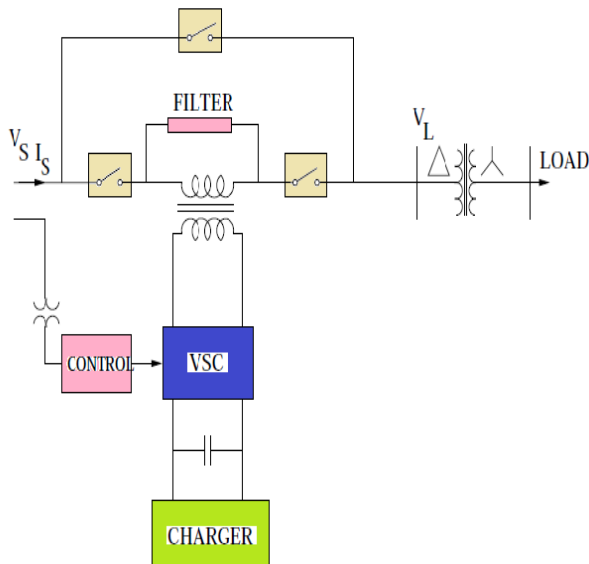 FILTER
V_S I_S
V_L
LOAD
CONTROL
VSC
CHARGER